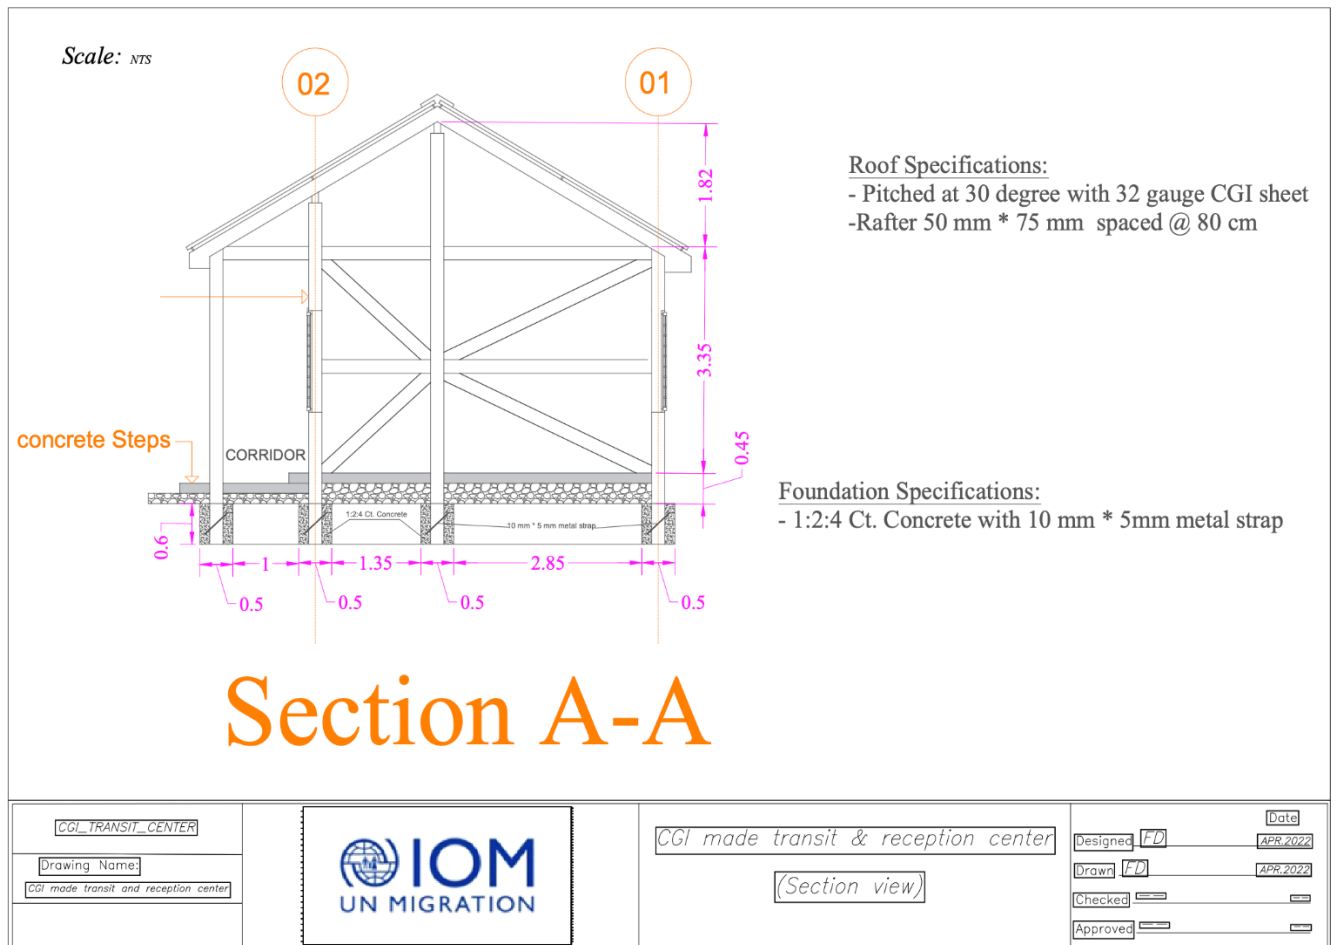 Scale: NTS
02
01
1.82
Roof Specifications:
- Pitched at 30 degree with 32 gauge CGI sheet
-Rafter 50 mm * 75 mm spaced @ 80 cm
3.35
concrete Steps
CORRIDOR
0.45
Foundation Specifications:
- 1:2:4 Ct. Concrete with 10 mm * 5mm metal strap
1:2:4 Ct. Concrete
10 mm * 5 mm metal strap
0.6
1
1.35
2.85
0.5
0.5
0.5
0.5
Section A-A
CGI_TRANSIT_CENTER
Drawing Name:
CGI made transit and reception center
IOM
UN MIGRATION
CGI made transit & reception center
(Section view)
Date
Designed FD APR.2022
Drawn FD APR.2022
Checked
Approved